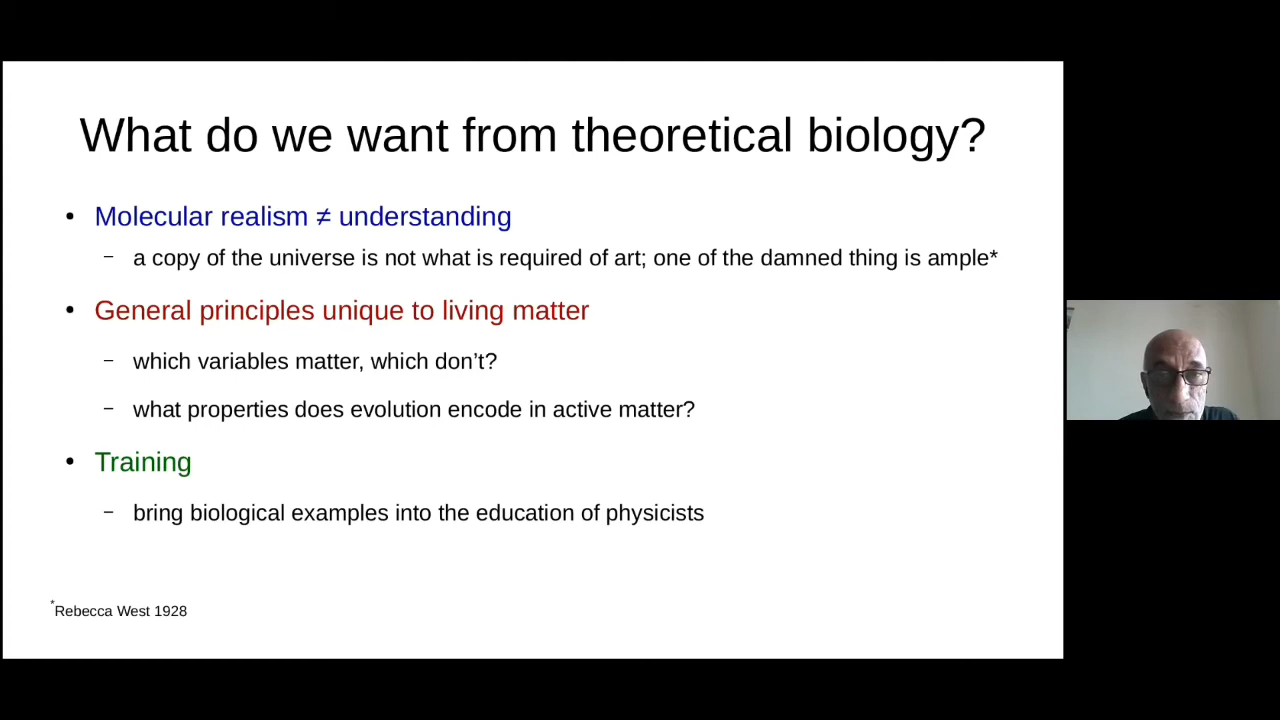 What do we want from theoretical biology?
• Molecular realism ≠ understanding
– a copy of the universe is not what is required of art; one of the damned thing is ample*
• General principles unique to living matter
– which variables matter, which don’t?
– what properties does evolution encode in active matter?
• Training
– bring biological examples into the education of physicists
*Rebecca West 1928